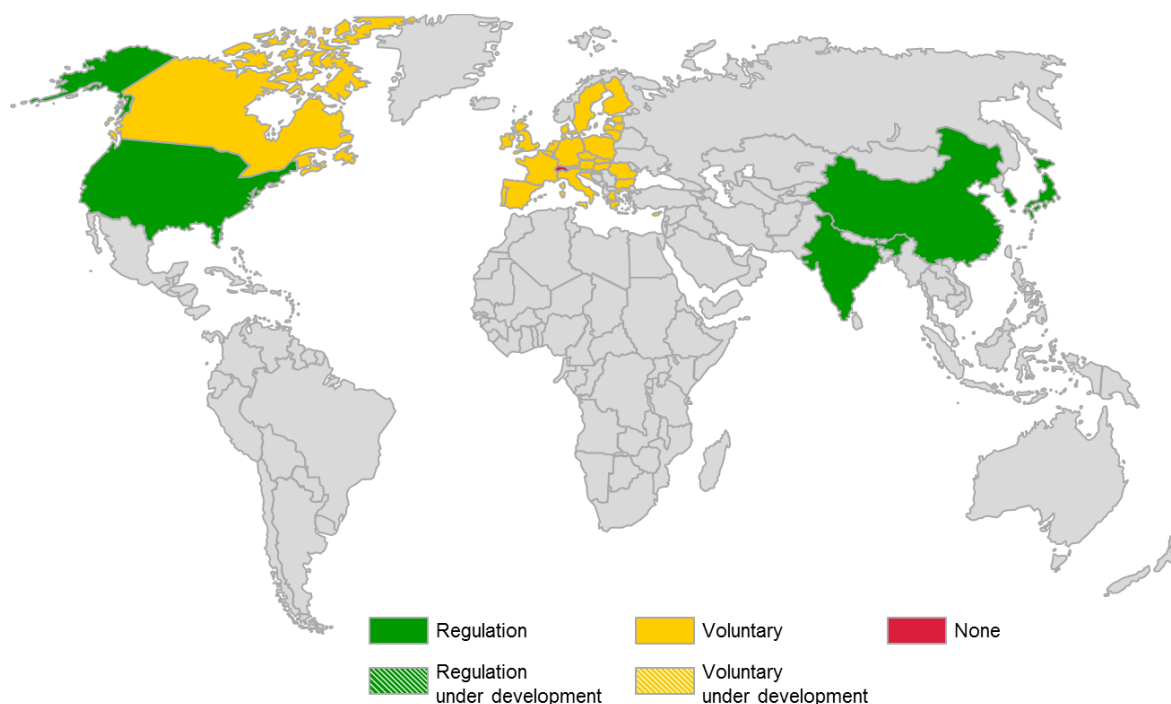 Regulation
Voluntary
None
Regulation
under development
Voluntary
under development